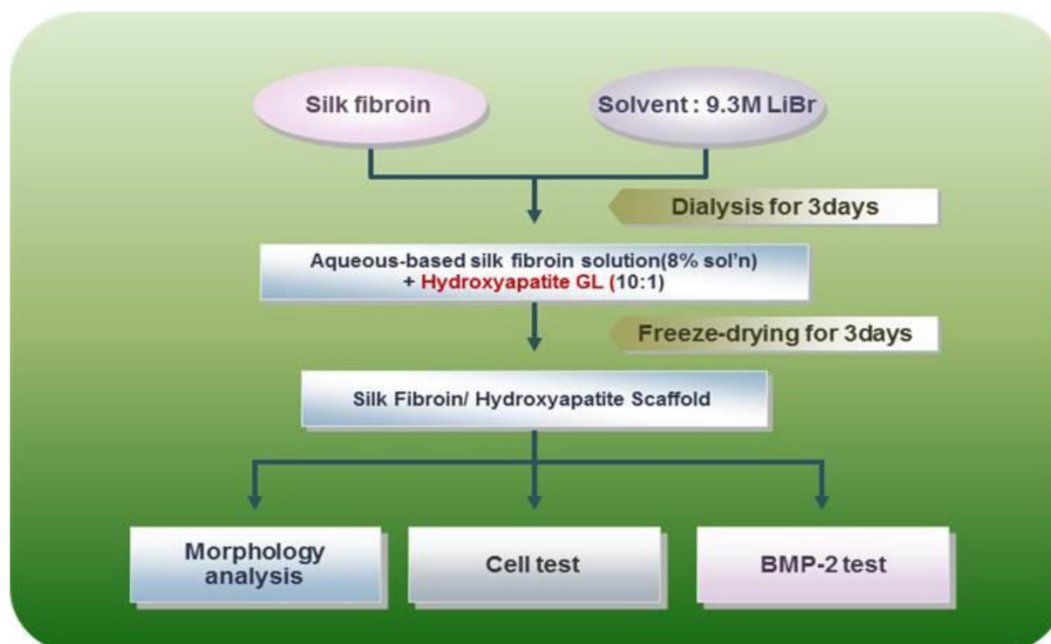 Silk fibroin
Solvent : 9.3M LiBr
Dialysis for 3days
Aqueous-based silk fibroin solution(8% sol'n)
+ Hydroxyapatite GL (10:1)
Freeze-drying for 3days
Silk Fibroin/ Hydroxyapatite Scaffold
Morphology
analysis
Cell test
BMP-2 test